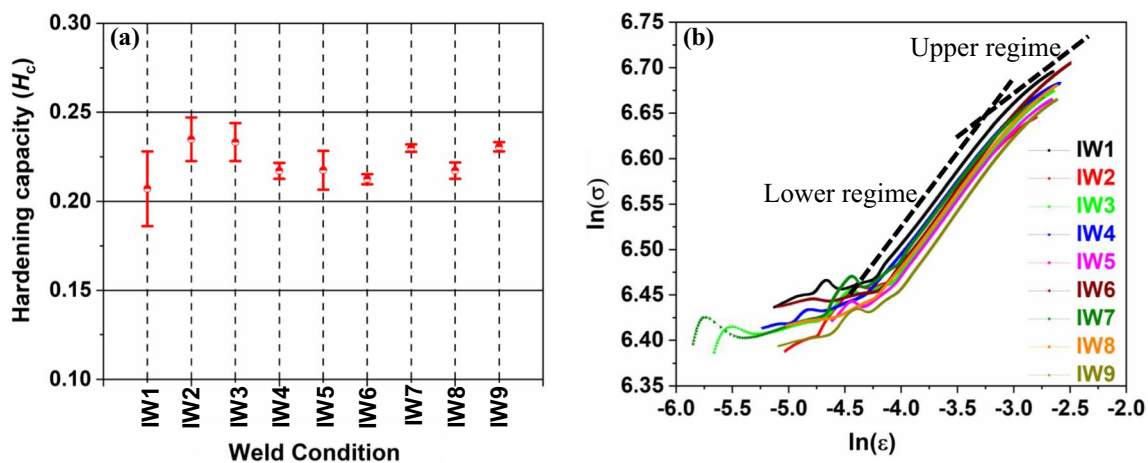 (a)
Hardening capacity (Hc)
0.30
0.25
0.20
0.15
0.10
IW1 IW2 IW3 IW4 IW5 IW6 IW7 IW8 IW9
Weld Condition
(b)
Upper regime
Lower regime
ln(σ)
6.75
6.70
6.65
6.60
6.55
6.50
6.45
6.40
6.35
IW1
IW2
IW3
IW4
IW5
IW6
IW7
IW8
IW9
-6.0 -5.5 -5.0 -4.5 -4.0 -3.5 -3.0 -2.5 -2.0
ln(ε)